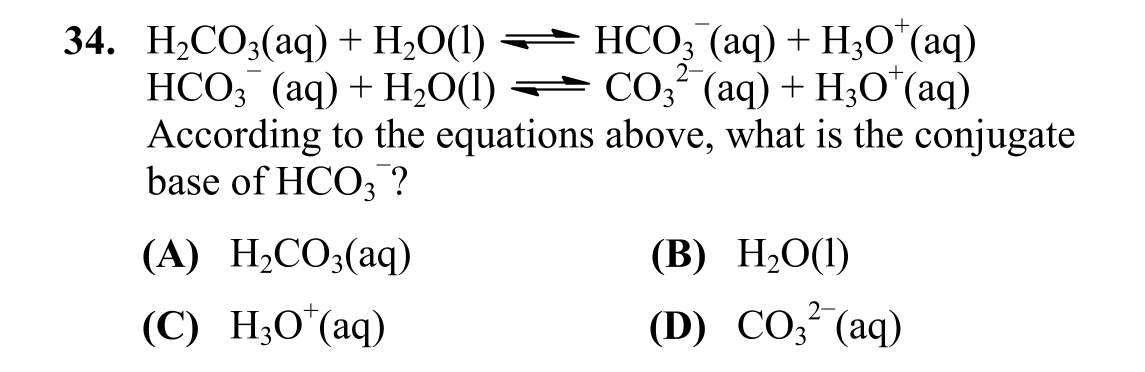 34. H₂CO₃(aq) + H₂O(l) ⇌ HCO₃⁻(aq) + H₃O⁺(aq)
HCO₃⁻ (aq) + H₂O(l) ⇌ CO₃²⁻(aq) + H₃O⁺(aq)
According to the equations above, what is the conjugate
base of HCO₃⁻?
(A) H₂CO₃(aq) (B) H₂O(l)
(C) H₃O⁺(aq) (D) CO₃²⁻(aq)